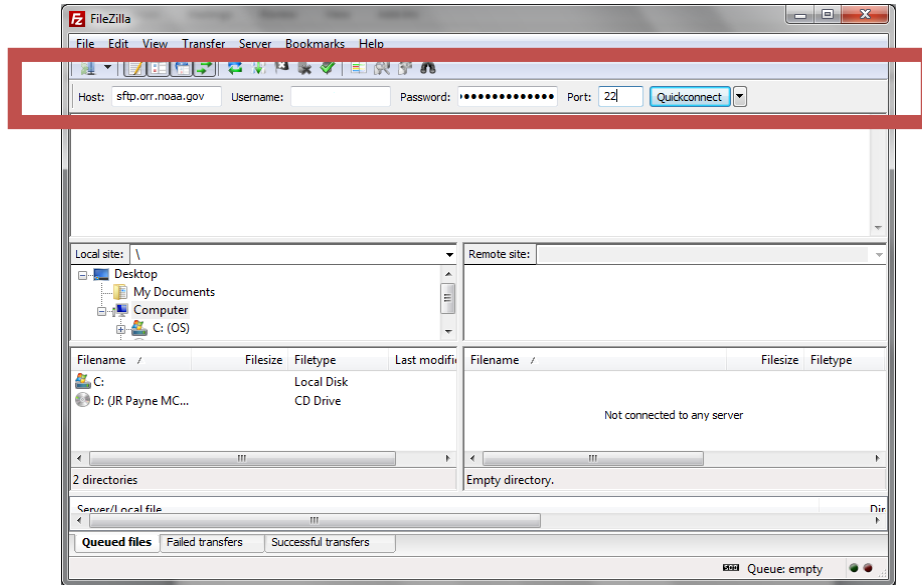 FileZilla
File Edit View Transfer Server Bookmarks Help
Host: sftp.orr.noaa.gov Username: Password: ••••••••••••• Port: 22 Quickconnect
Local site: \ Remote site:
Desktop
My Documents
Computer
C: (OS)
Filename / Filesize Filetype Last modifi Filename / Filesize Filetype
C: Local Disk
D: (JR Payne MC... CD Drive
Not connected to any server
2 directories Empty directory.
Server/Local file Dir
Queued files Failed transfers Successful transfers
Queue: empty